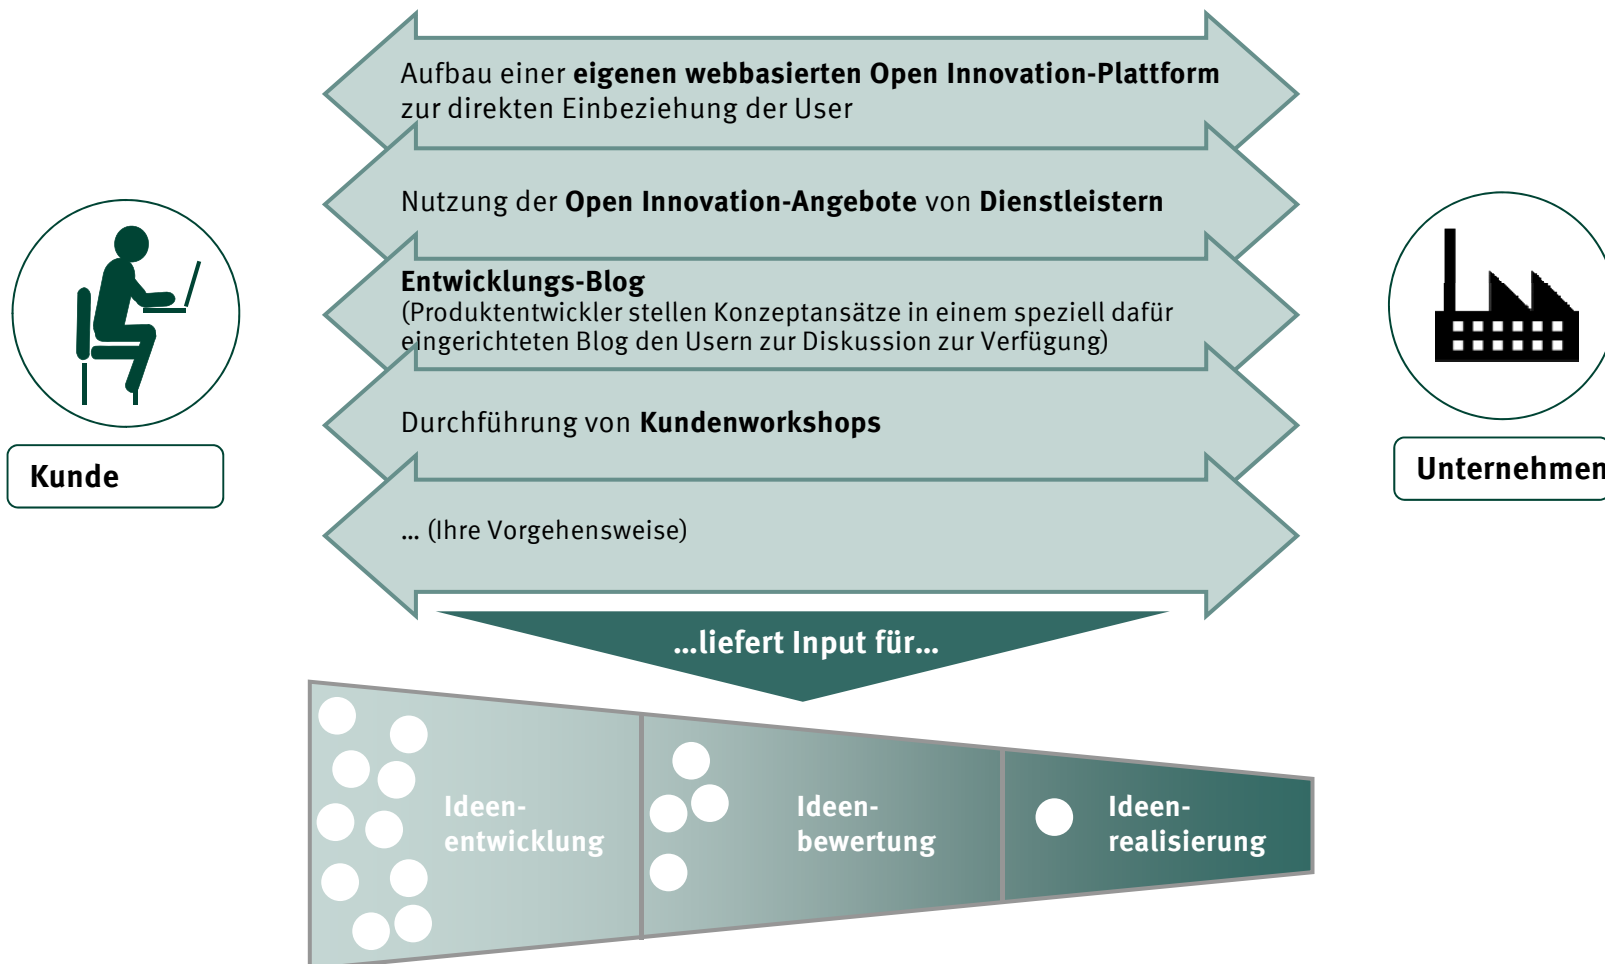 Aufbau einer eigenen webbasierten Open Innovation-Plattform
zur direkten Einbeziehung der User
Nutzung der Open Innovation-Angebote von Dienstleistern
Entwicklungs-Blog
(Produktentwickler stellen Konzeptansätze in einem speziell dafür
eingerichteten Blog den Usern zur Diskussion zur Verfügung)
Durchführung von Kundenworkshops
Kunde
Unternehmen
... (Ihre Vorgehensweise)
...liefert Input für...
Ideen-
entwicklung
Ideen-
bewertung
Ideen-
realisierung